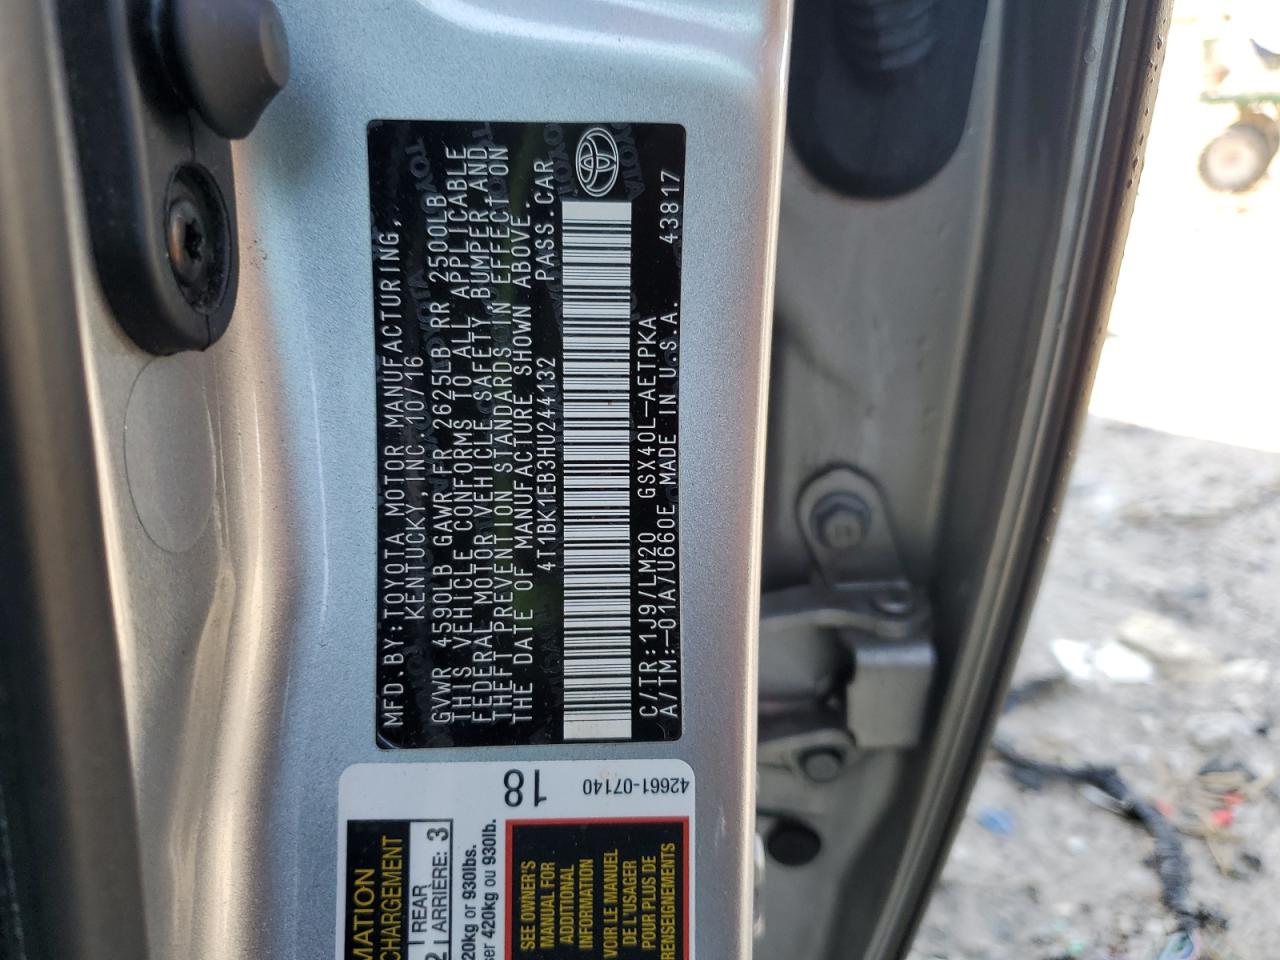 MFD.BY:TOYOTA MOTOR MANUFACTURING,
KENTUCKY,INC. 10/16
GVWR 4590LB GAWR FR 2625LB RR 2500LB
THIS VEHICLE CONFORMS TO ALL APPLICABLE
FEDERAL MOTOR VEHICLE SAFETY,BUMPER,AND
THEFT PREVENTION STANDARDS IN EFFECT ON
THE DATE OF MANUFACTURE SHOWN ABOVE.
4T1BK1EB3HU244132 PASS.CAR
C/TR:1J9/LM20 GSX40L-AETPKA
A/TM:-01A/U660E MADE IN U.S.A. 43817
18
42661-07140
MATION
CHARGEMENT
2 REAR
ARRIÈRE: 3
20kg or 930lbs.
ser 420kg ou 930lb.
SEE OWNER'S
MANUAL FOR
ADDITIONAL
INFORMATION
VOIR LE MANUEL
DE L'USAGER
POUR PLUS DE
RENSEIGNEMENTS